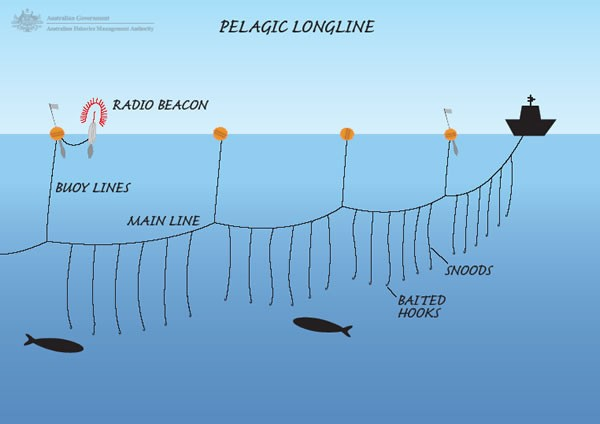 Australian Government
Australian Fisheries Management Authority
PELAGIC LONGLINE
RADIO BEACON
BUOY LINES
MAIN LINE
SNOODS
BAITED
HOOKS